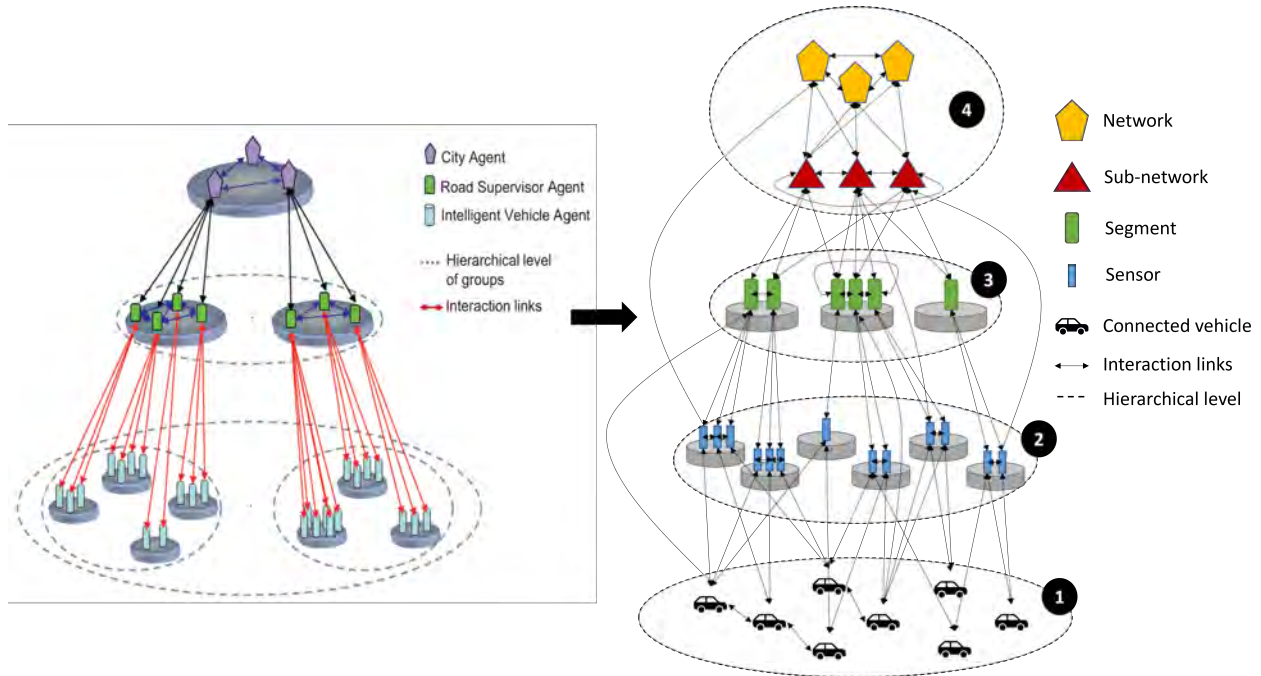 City Agent
Road Supervisor Agent
Intelligent Vehicle Agent
Hierarchical level
of groups
Interaction links
4
Network
Sub-network
Segment
Sensor
Connected vehicle
Interaction links
Hierarchical level
3
2
1